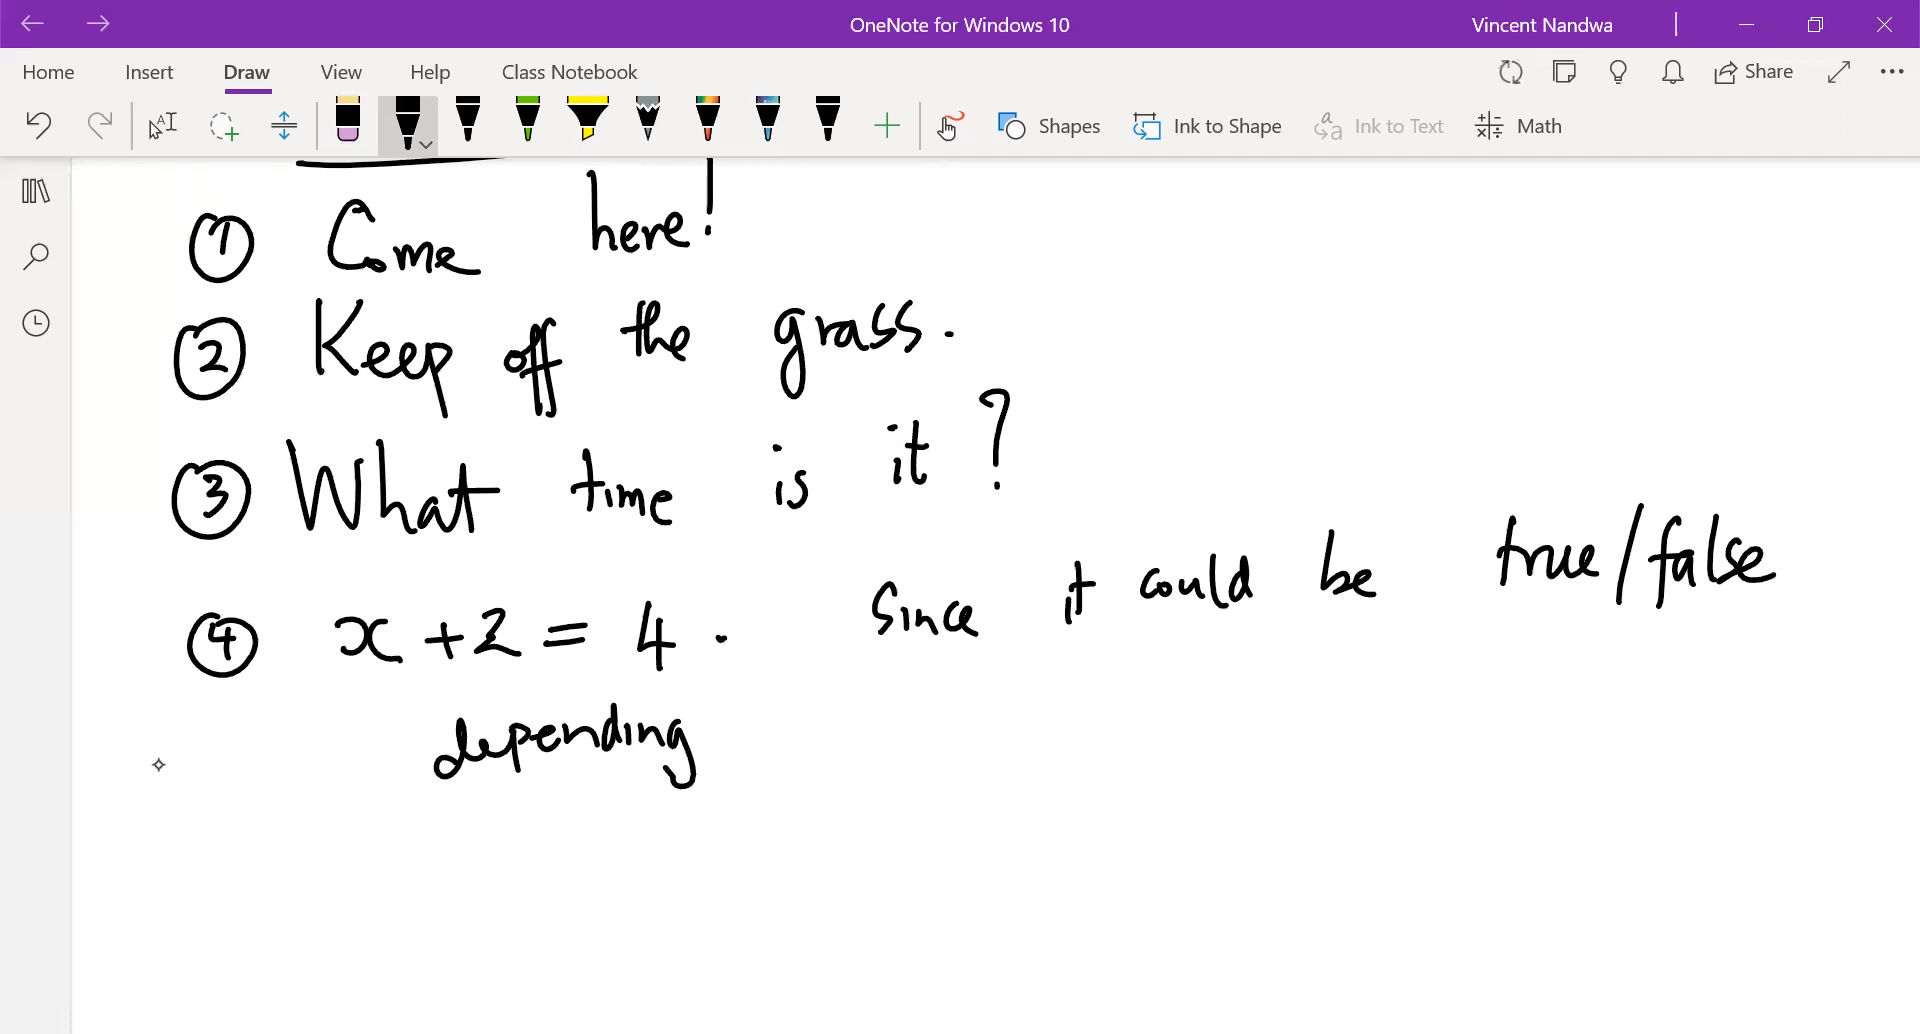 OneNote for Windows 10
Vincent Nandwa
Home Insert Draw View Help Class Notebook Share
Shapes Ink to Shape Ink to Text Math
① Come here!
② Keep off the grass.
③ What time is it?
④ x + 2 = 4. Since it could be true/false
depending